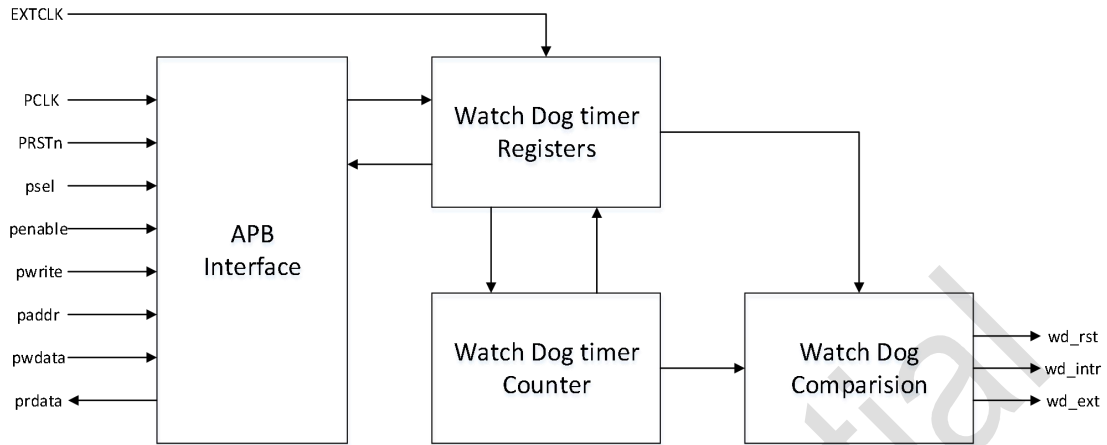 EXTCLK
PCLK
PRSTn
psel
penable
pwrite
paddr
pwdata
prdata
APB
Interface
Watch Dog timer
Registers
Watch Dog timer
Counter
Watch Dog
Comparision
wd_rst
wd_intr
wd_ext
tial